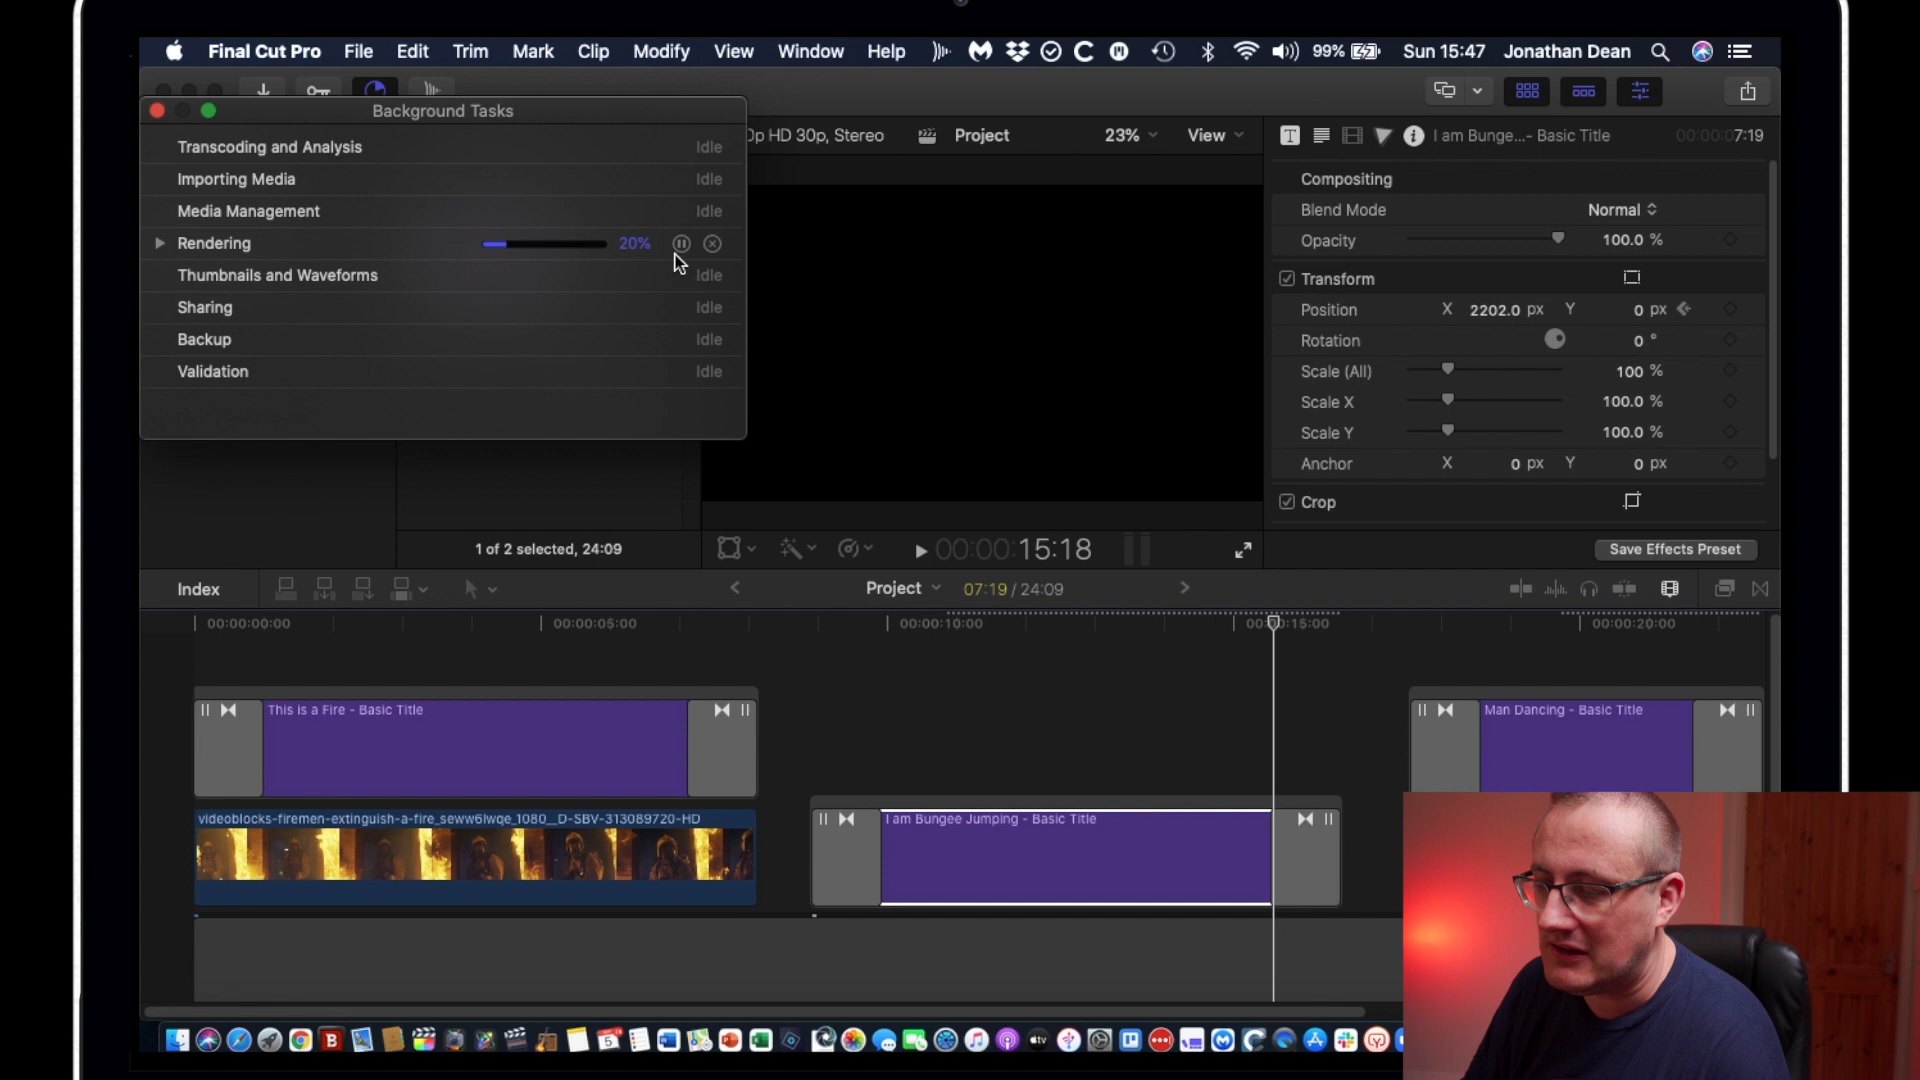 Final Cut Pro File Edit Trim Mark Clip Modify View Window Help 99% Sun 15:47 Jonathan Dean
Background Tasks
Transcoding and Analysis Idle
Importing Media Idle
Media Management Idle
Rendering 20%
Thumbnails and Waveforms Idle
Sharing Idle
Backup Idle
Validation Idle
0p HD 30p, Stereo Project 23% View
I am Bunge...- Basic Title 00:00:07:19
Compositing
Blend Mode Normal
Opacity 100.0 %
Transform
Position X 2202.0 px Y 0 px
Rotation 0 °
Scale (All) 100 %
Scale X 100.0 %
Scale Y 100.0 %
Anchor X 0 px Y 0 px
Crop
1 of 2 selected, 24:09
00:00:15:18
Save Effects Preset
Index
Project 07:19 / 24:09
00:00:00:00 00:00:05:00 00:00:10:00 00:00:15:00 00:00:20:00
This is a Fire - Basic Title
Man Dancing - Basic Title
videoblocks-firemen-extinguish-a-fire_seww6lwqe_1080__D-SBV-313089720-HD
I am Bungee Jumping - Basic Title